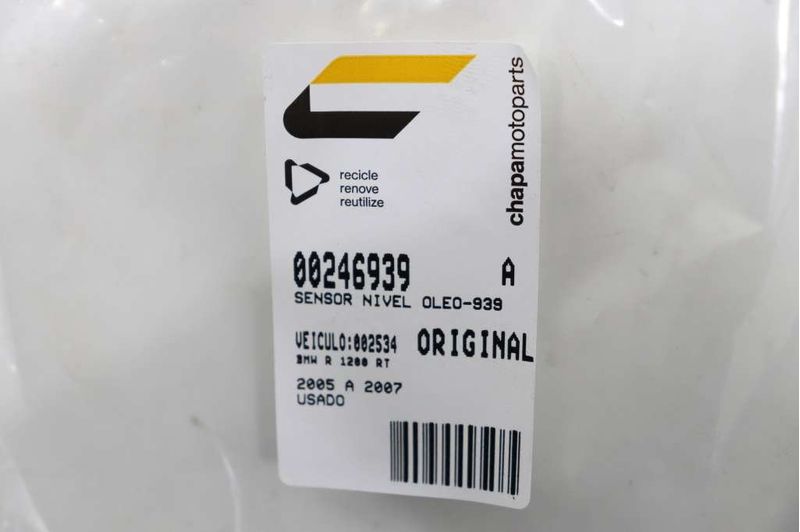 chapamotoparts
recicle
renove
reutilize
00246939 A
SENSOR NIVEL OLEO-939
VEICULO:002534 ORIGINAL
BMW R 1200 RT
2005 A 2007
USADO